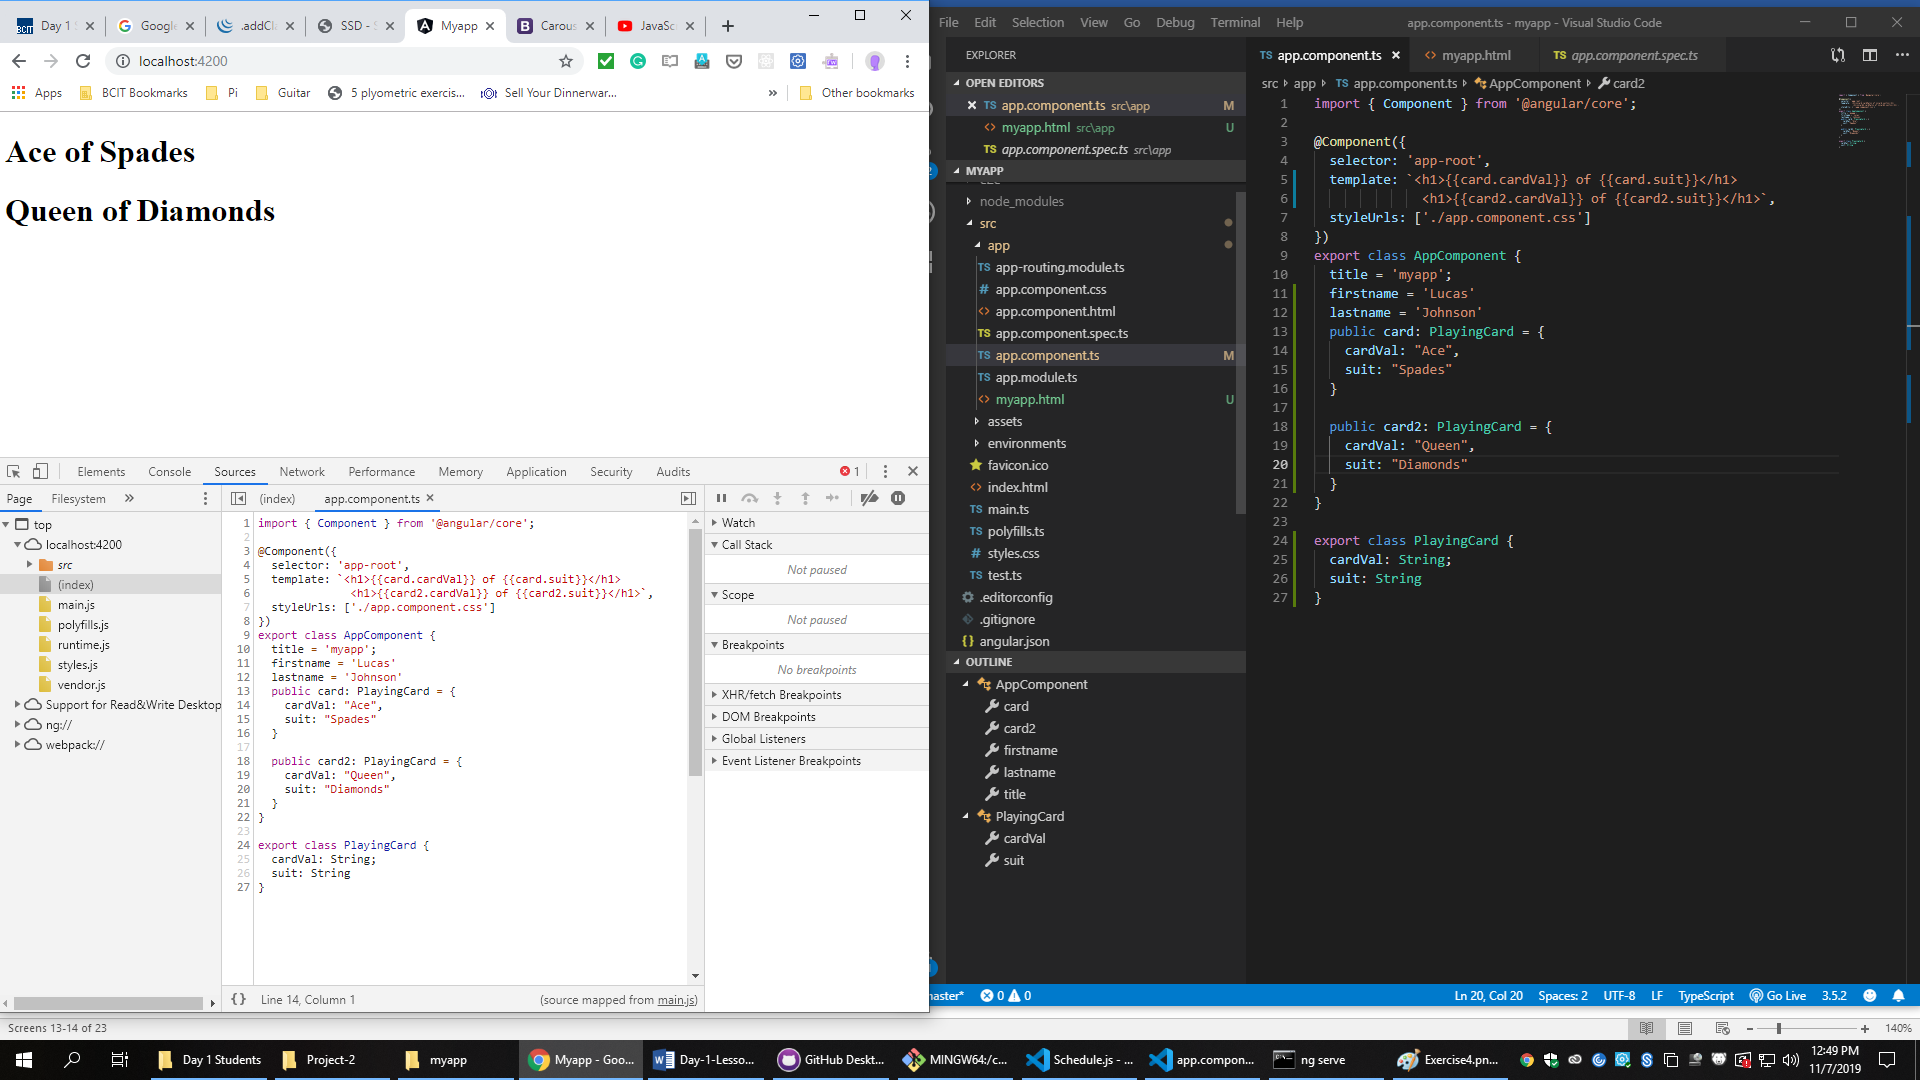 Day 1
Google
.addCla
SSD -
Myapp
Carous
JavaSc
localhost:4200
Apps
BCIT Bookmarks
Pi
Guitar
5 plyometric exercis...
Sell Your Dinnerwar...
»
Other bookmarks
Ace of Spades
Queen of Diamonds
Elements Console Sources Network Performance Memory Application Security Audits
1
Page Filesystem »
(index) app.component.ts
top
localhost:4200
src
(index)
main.js
polyfills.js
runtime.js
styles.js
vendor.js
Support for Read&Write Desktop
ng://
webpack://
1 import { Component } from '@angular/core';
2
3 @Component({
4 selector: 'app-root',
5 template: `<h1>{{card.cardVal}} of {{card.suit}}</h1>
6 <h1>{{card2.cardVal}} of {{card2.suit}}</h1>`,
7 styleUrls: ['./app.component.css']
8 })
9 export class AppComponent {
10 title = 'myapp';
11 firstname = 'Lucas'
12 lastname = 'Johnson'
13 public card: PlayingCard = {
14 cardVal: "Ace",
15 suit: "Spades"
16 }
17
18 public card2: PlayingCard = {
19 cardVal: "Queen",
20 suit: "Diamonds"
21 }
22 }
23
24 export class PlayingCard {
25 cardVal: String;
26 suit: String
27 }
{} Line 14, Column 1 (source mapped from main.js)
Watch
Call Stack
Not paused
Scope
Not paused
Breakpoints
No breakpoints
XHR/fetch Breakpoints
DOM Breakpoints
Global Listeners
Event Listener Breakpoints
File Edit Selection View Go Debug Terminal Help
app.component.ts - myapp - Visual Studio Code
EXPLORER
OPEN EDITORS
TS app.component.ts src\app M
<> myapp.html src\app U
TS app.component.spec.ts src\app
MYAPP
node_modules
src
app
TS app-routing.module.ts
# app.component.css
<> app.component.html
TS app.component.spec.ts
TS app.component.ts M
TS app.module.ts
<> myapp.html U
assets
environments
favicon.ico
<> index.html
TS main.ts
TS polyfills.ts
# styles.css
TS test.ts
.editorconfig
.gitignore
{} angular.json
OUTLINE
AppComponent
card
card2
firstname
lastname
title
PlayingCard
cardVal
suit
TS app.component.ts <> myapp.html TS app.component.spec.ts
src app TS app.component.ts AppComponent card2
1 import { Component } from '@angular/core';
2
3 @Component({
4 selector: 'app-root',
5 template: `<h1>{{card.cardVal}} of {{card.suit}}</h1>
6 <h1>{{card2.cardVal}} of {{card2.suit}}</h1>`,
7 styleUrls: ['./app.component.css']
8 })
9 export class AppComponent {
10 title = 'myapp';
11 firstname = 'Lucas'
12 lastname = 'Johnson'
13 public card: PlayingCard = {
14 cardVal: "Ace",
15 suit: "Spades"
16 }
17
18 public card2: PlayingCard = {
19 cardVal: "Queen",
20 suit: "Diamonds"
21 }
22 }
23
24 export class PlayingCard {
25 cardVal: String;
26 suit: String
27 }
master* 0 0 Ln 20, Col 20 Spaces: 2 UTF-8 LF TypeScript Go Live 3.5.2
Screens 13-14 of 23
140%
Day 1 Students
Project-2
myapp
Myapp - Goo...
Day-1-Lesso...
GitHub Deskt...
MINGW64:/c...
Schedule.js - ...
app.compon...
ng serve
Exercise4.pn...
12:49 PM
11/7/2019